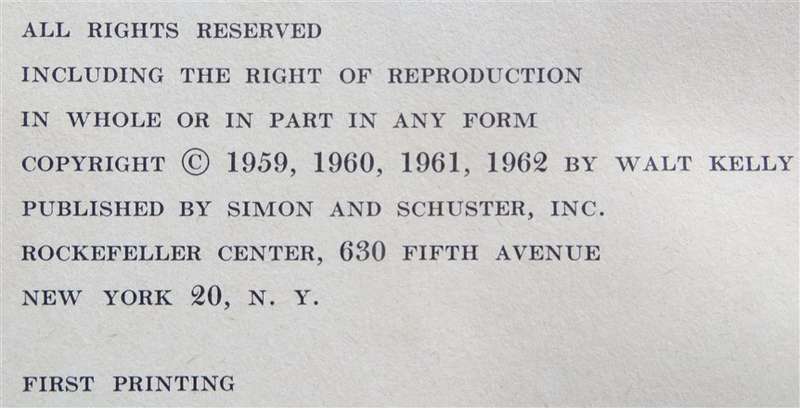 ALL RIGHTS RESERVED
INCLUDING THE RIGHT OF REPRODUCTION
IN WHOLE OR IN PART IN ANY FORM
COPYRIGHT © 1959, 1960, 1961, 1962 BY WALT KELLY
PUBLISHED BY SIMON AND SCHUSTER, INC.
ROCKEFELLER CENTER, 630 FIFTH AVENUE
NEW YORK 20, N. Y.
FIRST PRINTING